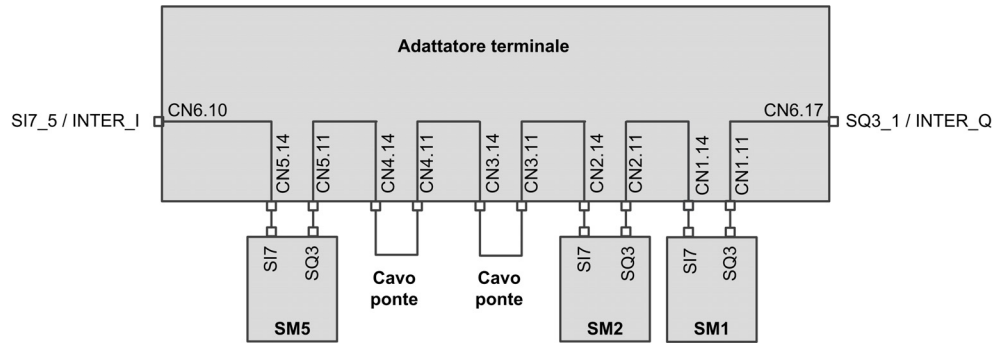 Adattatore terminale
CN6.10
CN6.17
SI7_5 / INTER_I
SQ3_1 / INTER_Q
CN5.14
CN5.11
CN4.14
CN4.11
CN3.14
CN3.11
CN2.14
CN2.11
CN1.14
CN1.11
SI7
SQ3
SM5
Cavo
ponte
Cavo
ponte
SI7
SQ3
SM2
SI7
SQ3
SM1